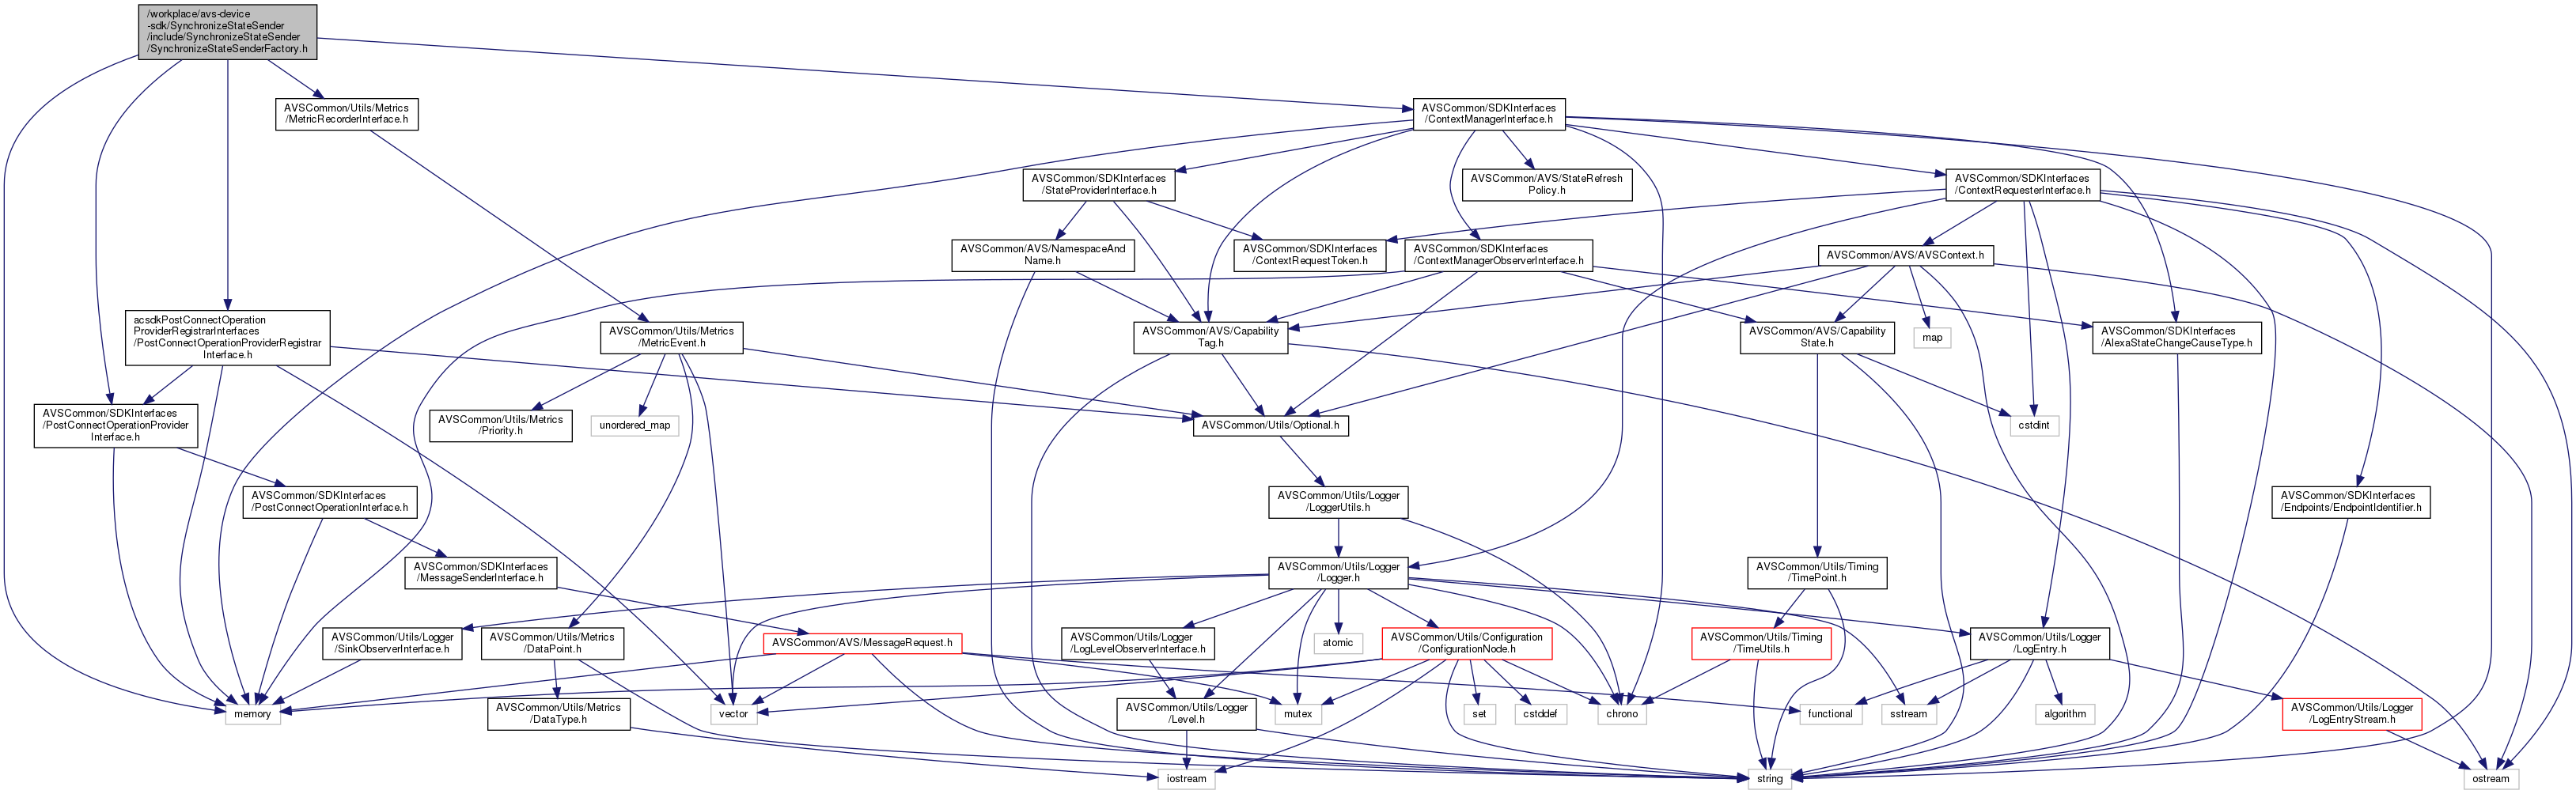 /workplace/avs-device
-sdk/SynchronizeStateSender
/include/SynchronizeStateSender
/SynchronizeStateSenderFactory.h
AVSCommon/Utils/Metrics
/MetricRecorderInterface.h
AVSCommon/SDKInterfaces
/ContextManagerInterface.h
AVSCommon/SDKInterfaces
/StateProviderInterface.h
AVSCommon/AVS/StateRefresh
Policy.h
AVSCommon/SDKInterfaces
/ContextRequesterInterface.h
AVSCommon/AVS/NamespaceAnd
Name.h
AVSCommon/SDKInterfaces
/ContextRequestToken.h
AVSCommon/SDKInterfaces
/ContextManagerObserverInterface.h
AVSCommon/AVS/AVSContext.h
acsdkPostConnectOperation
ProviderRegistrarInterfaces
/PostConnectOperationProviderRegistrar
Interface.h
AVSCommon/Utils/Metrics
/MetricEvent.h
AVSCommon/AVS/Capability
Tag.h
AVSCommon/AVS/Capability
State.h
map
AVSCommon/SDKInterfaces
/AlexaStateChangeCauseType.h
AVSCommon/SDKInterfaces
/PostConnectOperationProvider
Interface.h
AVSCommon/Utils/Metrics
/Priority.h
unordered_map
AVSCommon/Utils/Optional.h
cstdint
AVSCommon/SDKInterfaces
/PostConnectOperationInterface.h
AVSCommon/Utils/Logger
/LoggerUtils.h
AVSCommon/SDKInterfaces
/Endpoints/EndpointIdentifier.h
AVSCommon/SDKInterfaces
/MessageSenderInterface.h
AVSCommon/Utils/Logger
/Logger.h
AVSCommon/Utils/Timing
/TimePoint.h
AVSCommon/Utils/Logger
/SinkObserverInterface.h
AVSCommon/Utils/Metrics
/DataPoint.h
AVSCommon/AVS/MessageRequest.h
AVSCommon/Utils/Logger
/LogLevelObserverInterface.h
atomic
AVSCommon/Utils/Configuration
/ConfigurationNode.h
AVSCommon/Utils/Timing
/TimeUtils.h
AVSCommon/Utils/Logger
/LogEntry.h
memory
AVSCommon/Utils/Metrics
/DataType.h
vector
AVSCommon/Utils/Logger
/Level.h
mutex
set
cstddef
chrono
functional
sstream
algorithm
AVSCommon/Utils/Logger
/LogEntryStream.h
iostream
string
ostream